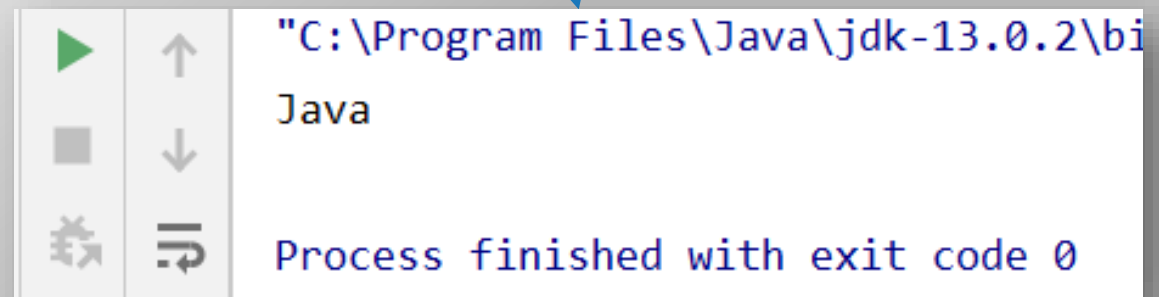 "C:\Program Files\Java\jdk-13.0.2\bi
Java
Process finished with exit code 0